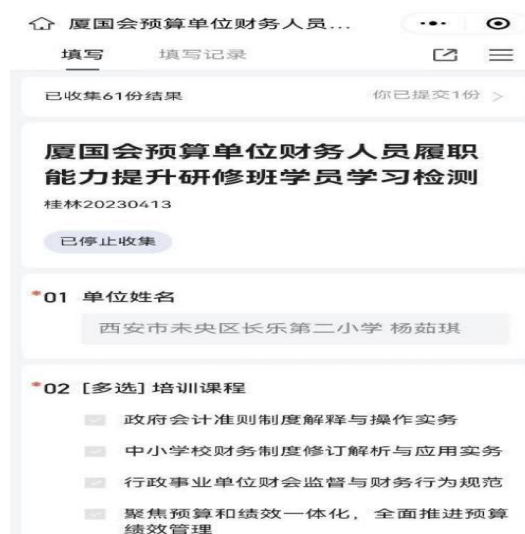 厦国会预算单位财务人员...
填写 填写记录
已收集61份结果 你已提交1份 >
厦国会预算单位财务人员履职
能力提升研修班学员学习检测
桂林20230413
已停止收集
*01 单位姓名
西安市未央区长乐第二小学 杨茹琪
*02 [多选] 培训课程
政府会计准则制度解释与操作实务
中小学校财务制度修订解析与应用实务
行政事业单位财会监督与财务行为规范
聚焦预算和绩效一体化，全面推进预算
绩效管理